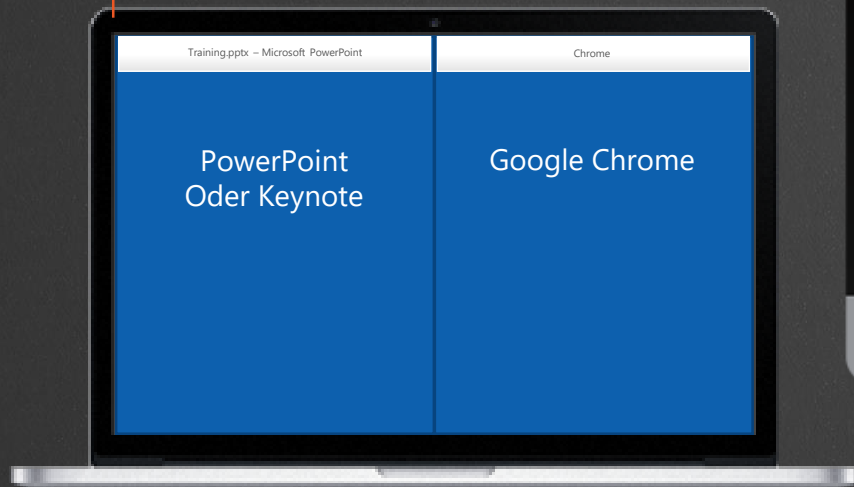 Training.pptx – Microsoft PowerPoint
Chrome
PowerPoint
Oder Keynote
Google Chrome